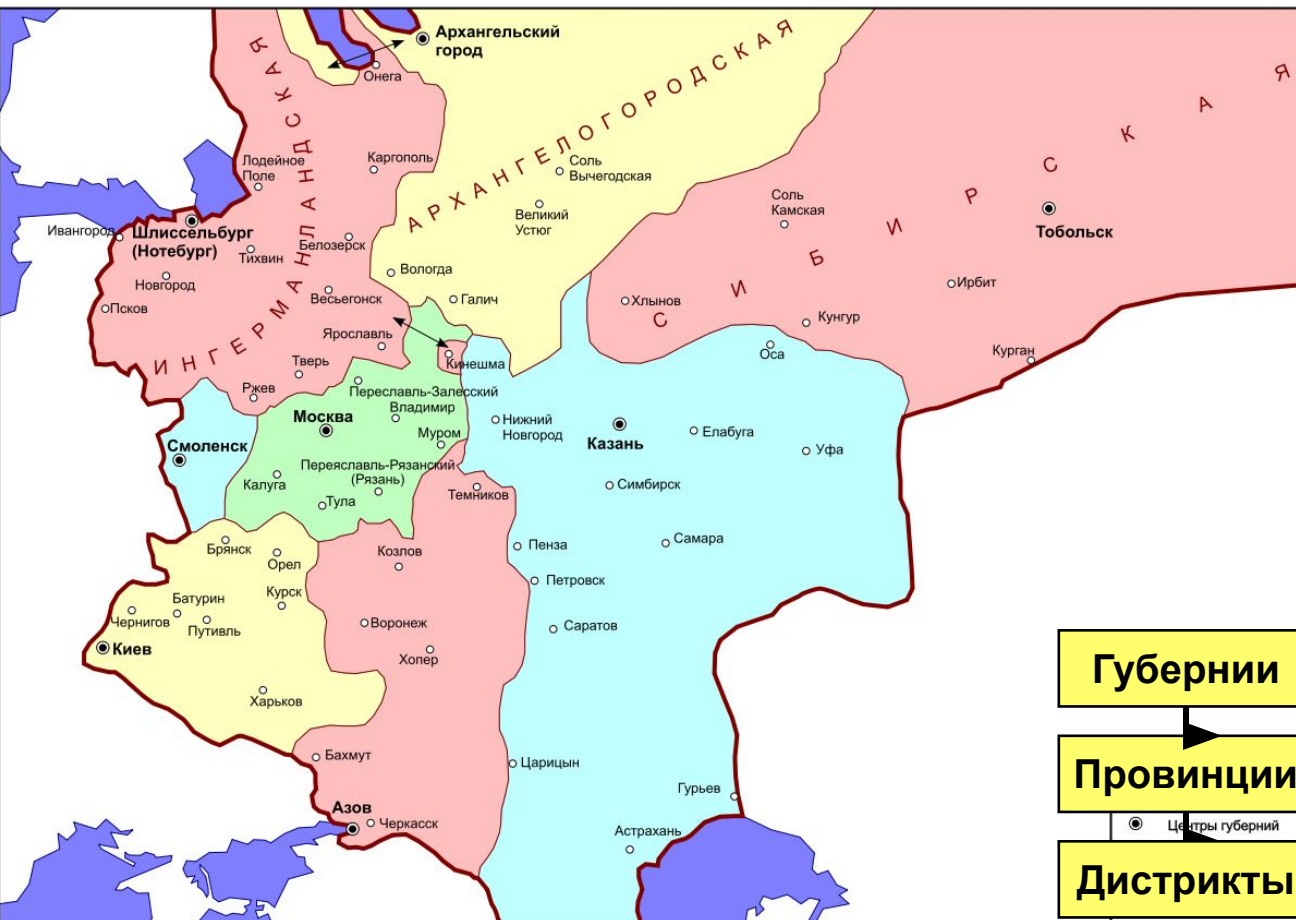 Архангельский
город
Онега
ИНГЕРМАНЛАНДСКАЯ
АРХАНГЕЛОГОРОДСКАЯ
СИБИРСКАЯ
Лодейное
Поле
Каргополь
Соль
Вычегодская
Великий
Устюг
Соль
Камская
Тобольск
Ивангород
Шлиссельбург
(Нотебург)
Тихвин
Белозерск
Новгород
Псков
Весьегонск
Вологда
Галич
Хлынов
Ирбит
Кунгур
Ярославль
Кинешма
Оса
Курган
Тверь
Ржев
Переславль-Залесский
Владимир
Москва
Муром
Нижний
Новгород
Казань
Елабуга
Уфа
Смоленск
Калуга
Переяславль-Рязанский
(Рязань)
Тула
Темников
Симбирск
Брянск
Орел
Козлов
Пенза
Самара
Петровск
Батурин
Курск
Чернигов
Путивль
Воронеж
Саратов
Киев
Хопер
Харьков
Бахмут
Царицын
Гурьев
Азов
Черкасск
Астрахань
Губернии
Провинции
Центры губерний
Дистрикты